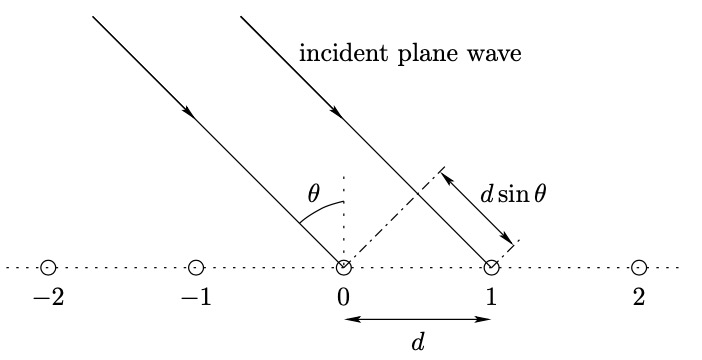 incident plane wave
θ
d sin θ
−2 −1 0 1 2
d